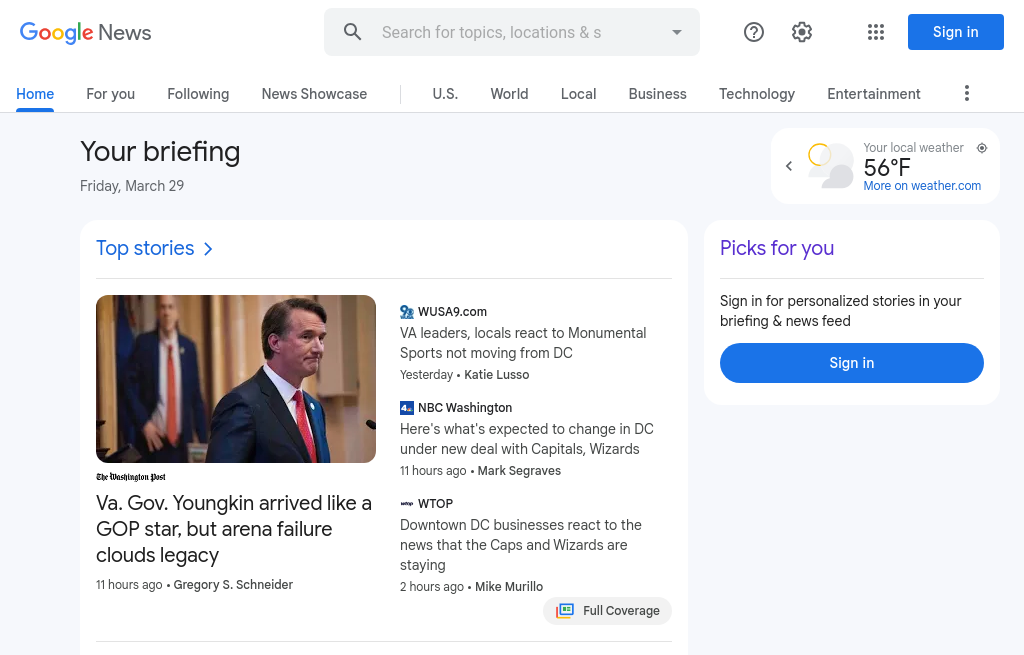 Google News
Search for topics, locations & s
Sign in
Home
For you
Following
News Showcase
U.S.
World
Local
Business
Technology
Entertainment
Your briefing
Friday, March 29
Your local weather
56°F
More on weather.com
Top stories
The Washington Post
Va. Gov. Youngkin arrived like a
GOP star, but arena failure
clouds legacy
11 hours ago • Gregory S. Schneider
WUSA9.com
VA leaders, locals react to Monumental
Sports not moving from DC
Yesterday • Katie Lusso
4
NBC Washington
Here's what's expected to change in DC
under new deal with Capitals, Wizards
11 hours ago • Mark Segraves
wtop
WTOP
Downtown DC businesses react to the
news that the Caps and Wizards are
staying
2 hours ago • Mike Murillo
Full Coverage
Picks for you
Sign in for personalized stories in your
briefing & news feed
Sign in